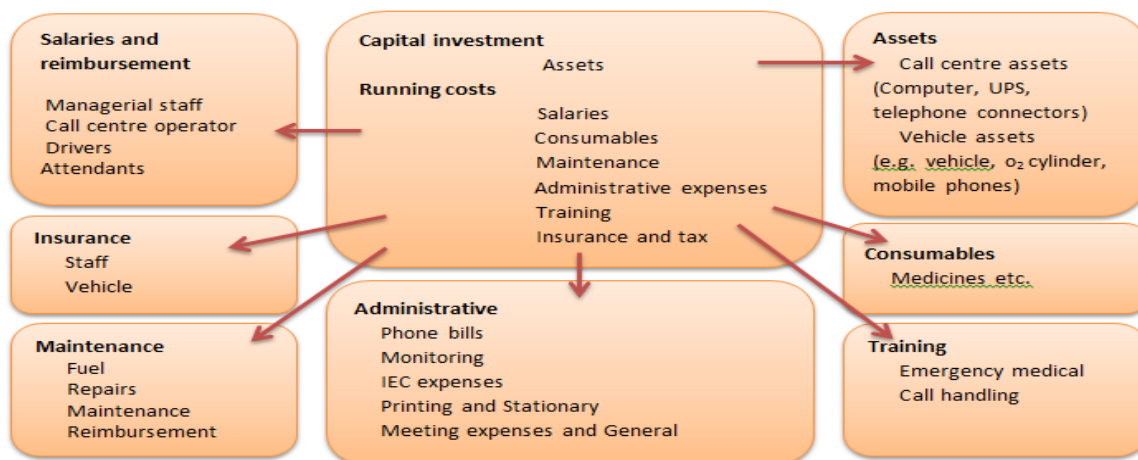 Salaries and
reimbursement
Managerial staff
Call centre operator
Drivers
Attendants
Capital investment
Assets
Running costs
Salaries
Consumables
Maintenance
Administrative expenses
Training
Insurance and tax
Assets
Call centre assets
(Computer, UPS,
telephone connectors)
Vehicle assets
(e.g. vehicle, o₂ cylinder,
mobile phones)
Insurance
Staff
Vehicle
Consumables
Medicines etc.
Maintenance
Fuel
Repairs
Maintenance
Reimbursement
Administrative
Phone bills
Monitoring
IEC expenses
Printing and Stationary
Meeting expenses and General
Training
Emergency medical
Call handling